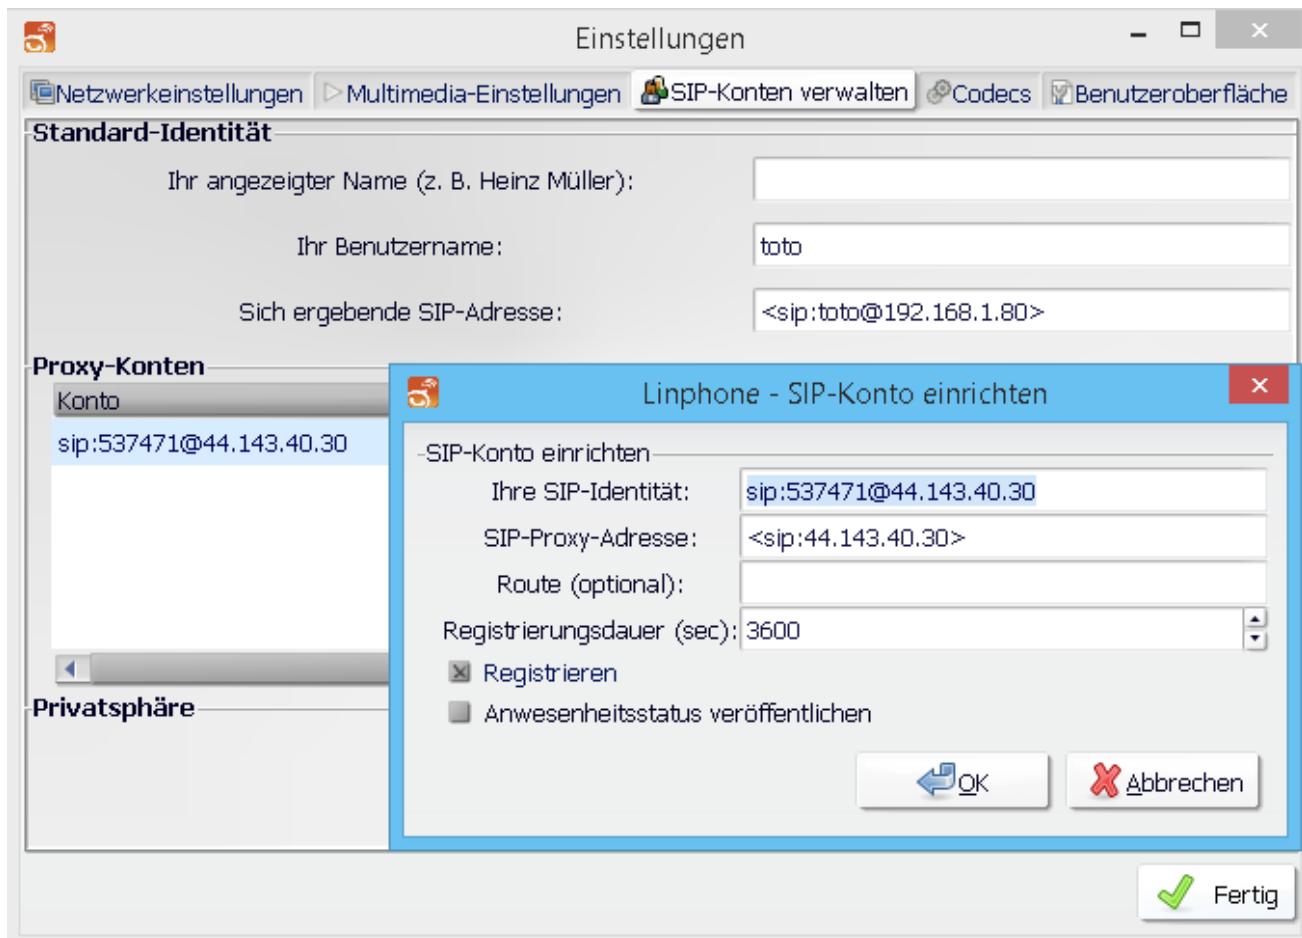 Einstellungen
Netzwerkeinstellungen Multimedia-Einstellungen SIP-Konten verwalten Codecs Benutzeroberfläche
Standard-Identität
Ihr angezeigter Name (z. B. Heinz Müller):
Ihr Benutzername: toto
Sich ergebende SIP-Adresse: <sip:toto@192.168.1.80>
Proxy-Konten
Konto
sip:537471@44.143.40.30
Privatsphäre
Linphone - SIP-Konto einrichten
SIP-Konto einrichten
Ihre SIP-Identität: sip:537471@44.143.40.30
SIP-Proxy-Adresse: <sip:44.143.40.30>
Route (optional):
Registrierungsdauer (sec): 3600
Registrieren
Anwesenheitsstatus veröffentlichen
OK Abbrechen
Fertig